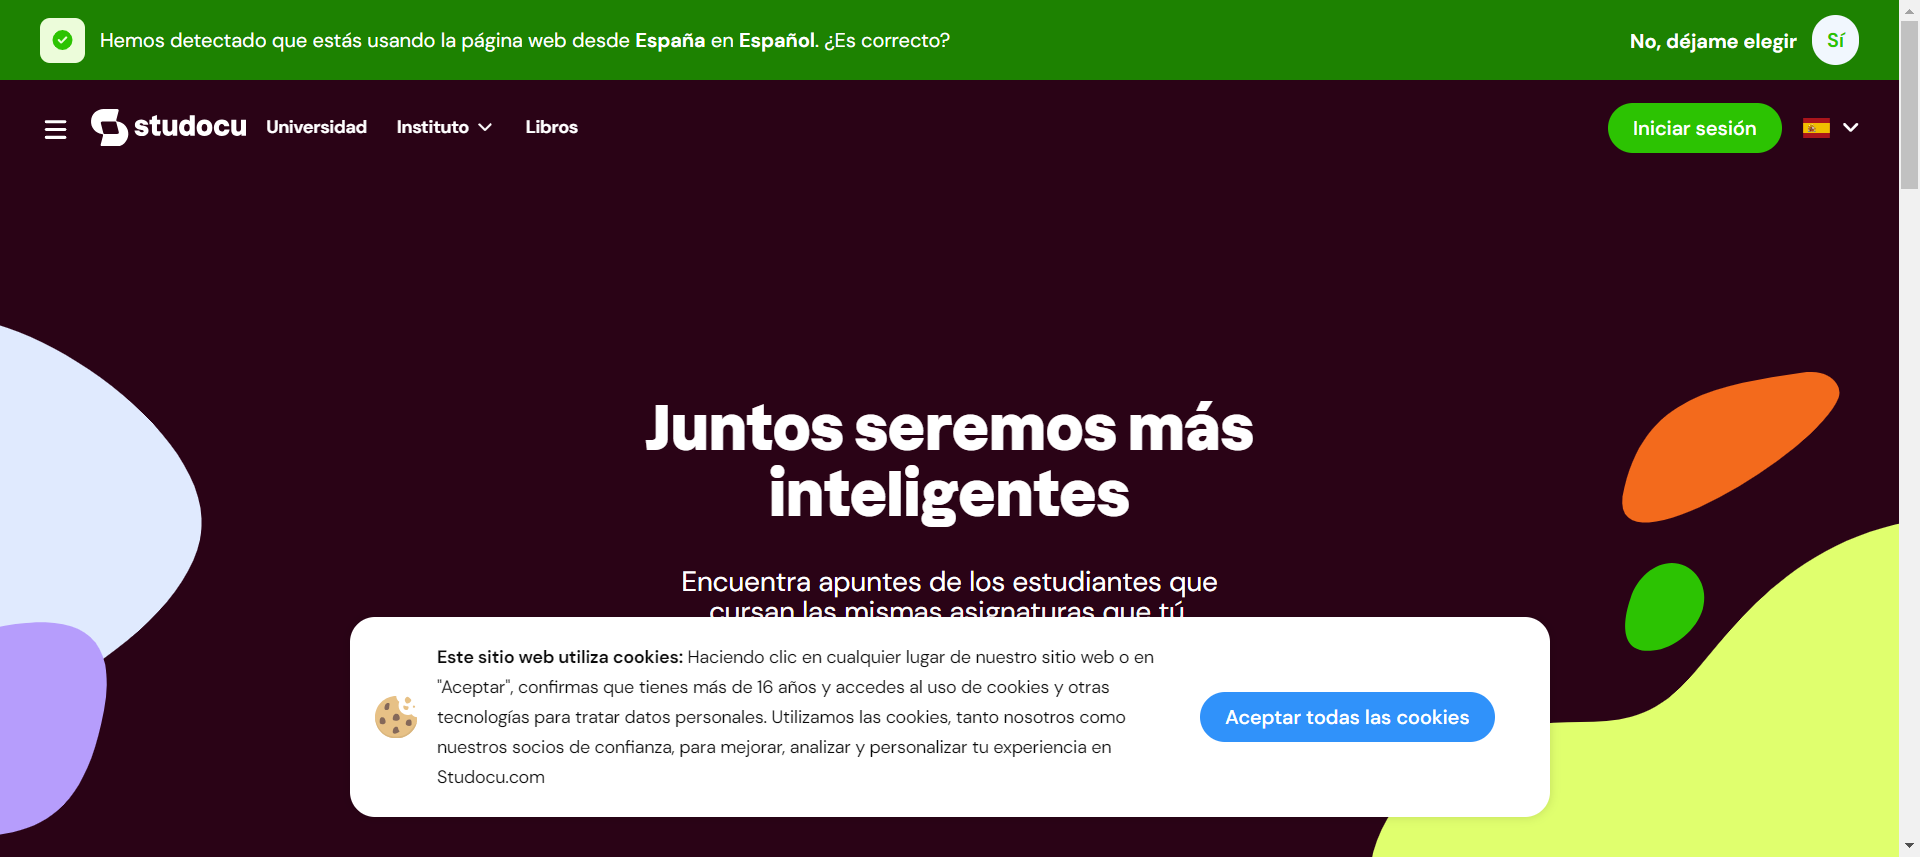 Hemos detectado que estás usando la página web desde España en Español. ¿Es correcto?
No, déjame elegir
Sí
studocu
Universidad
Instituto
Libros
Iniciar sesión
Juntos seremos más
inteligentes
Encuentra apuntes de los estudiantes que
cursan las mismas asignaturas que tú
Este sitio web utiliza cookies: Haciendo clic en cualquier lugar de nuestro sitio web o en
"Aceptar", confirmas que tienes más de 16 años y accedes al uso de cookies y otras
tecnologías para tratar datos personales. Utilizamos las cookies, tanto nosotros como
nuestros socios de confianza, para mejorar, analizar y personalizar tu experiencia en
Studocu.com
Aceptar todas las cookies